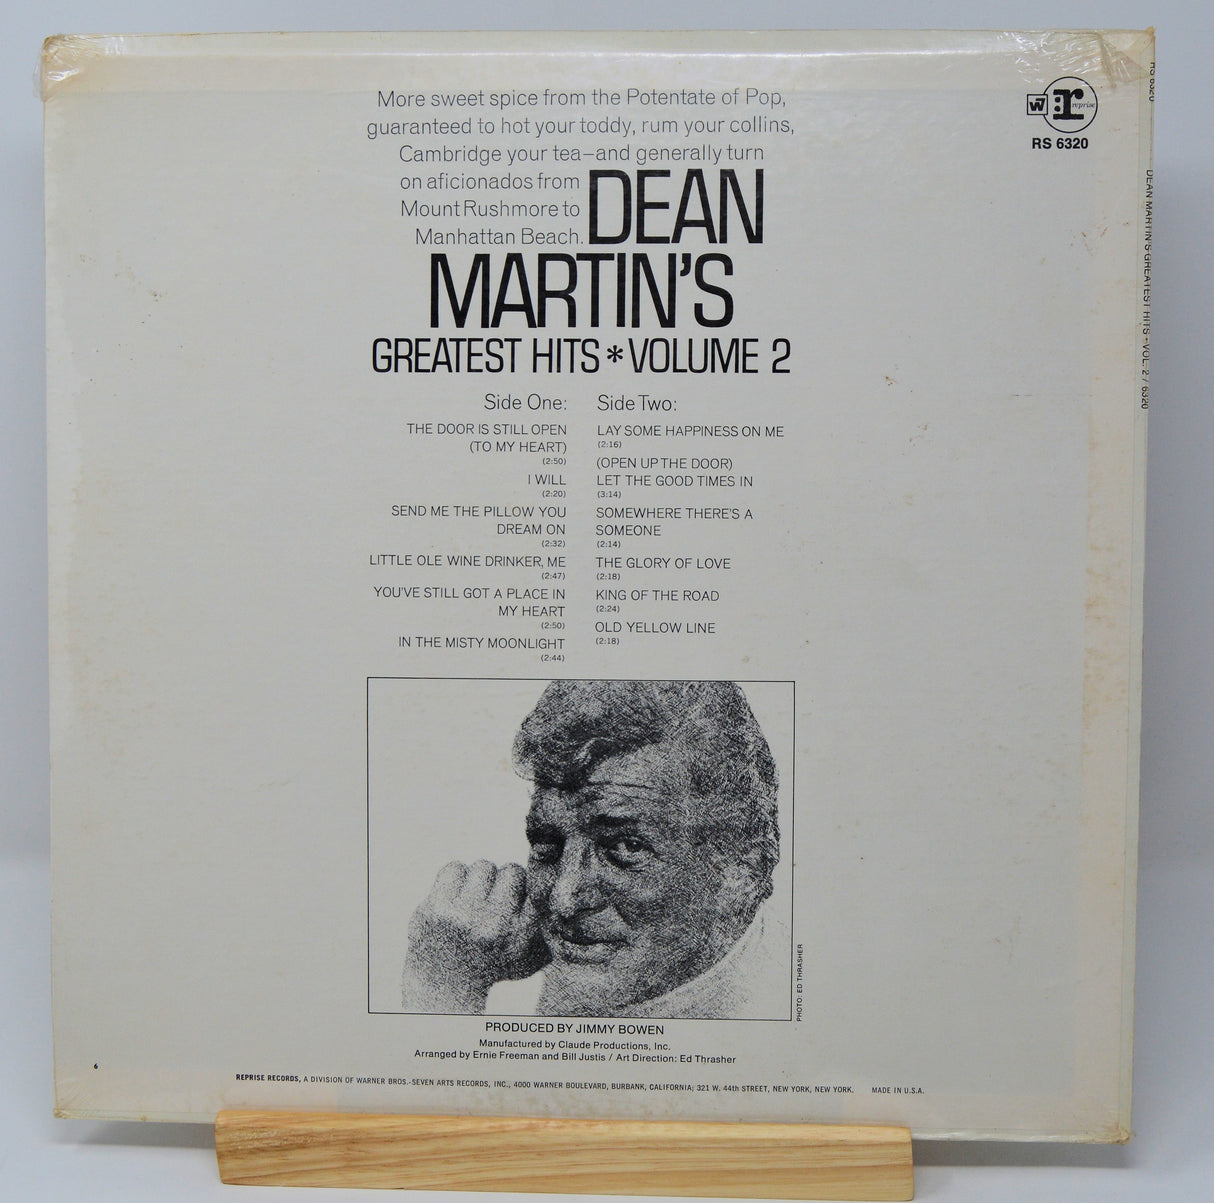 More sweet spice from the Potentate of Pop,
guaranteed to hot your toddy, rum your collins,
Cambridge your tea—and generally turn
on aficionados from
Mount Rushmore to
Manhattan Beach.
DEAN
MARTIN'S
GREATEST HITS * VOLUME 2
W7 r: reprise
RS 6320
Side One:
THE DOOR IS STILL OPEN
(TO MY HEART)
(2:50)
I WILL
(2:20)
SEND ME THE PILLOW YOU
DREAM ON
(2:32)
LITTLE OLE WINE DRINKER, ME
(2:47)
YOU'VE STILL GOT A PLACE IN
MY HEART
(2:50)
IN THE MISTY MOONLIGHT
(2:44)
Side Two:
LAY SOME HAPPINESS ON ME
(2:16)
(OPEN UP THE DOOR)
LET THE GOOD TIMES IN
(3:14)
SOMEWHERE THERE'S A
SOMEONE
(2:14)
THE GLORY OF LOVE
(2:18)
KING OF THE ROAD
(2:24)
OLD YELLOW LINE
(2:18)
PHOTO: ED THRASHER
PRODUCED BY JIMMY BOWEN
Manufactured by Claude Productions, Inc.
Arranged by Ernie Freeman and Bill Justis / Art Direction: Ed Thrasher
6
REPRISE RECORDS, A DIVISION OF WARNER BROS.-SEVEN ARTS RECORDS, INC., 4000 WARNER BOULEVARD, BURBANK, CALIFORNIA; 321 W. 44th STREET, NEW YORK, NEW YORK. MADE IN U.S.A.
RS 6320
DEAN MARTIN'S GREATEST HITS • VOL. 2 / 6320